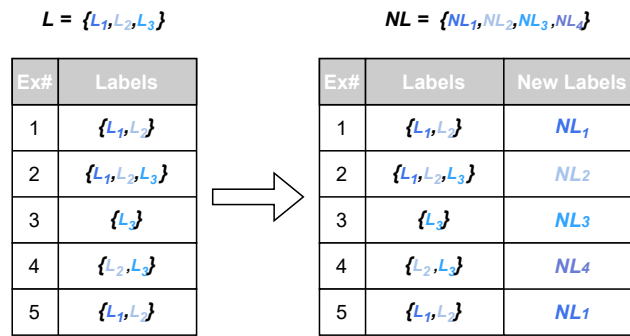 L = {L₁,L₂,L₃} NL = {NL₁,NL₂,NL₃,NL₄}
Ex# Labels Ex# Labels New Labels
1 {L₁,L₂} 1 {L₁,L₂} NL₁
2 {L₁,L₂,L₃} 2 {L₁,L₂,L₃} NL₂
3 {L₃} 3 {L₃} NL₃
4 {L₂,L₃} 4 {L₂,L₃} NL₄
5 {L₁,L₂} 5 {L₁,L₂} NL₁